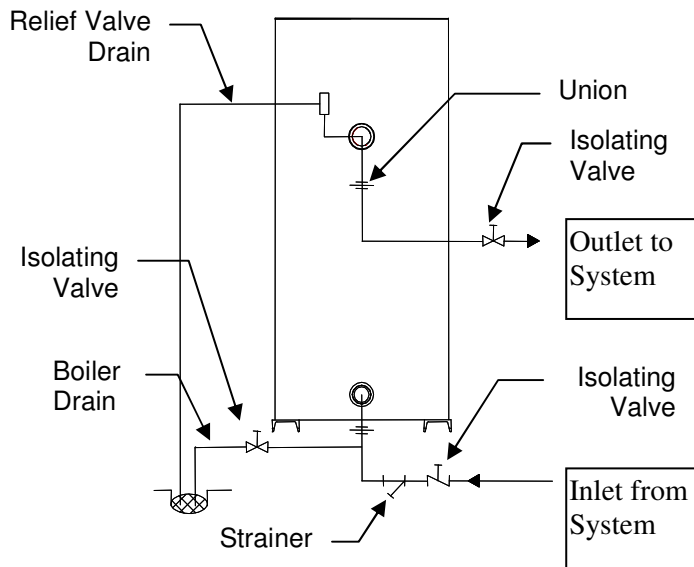 Relief Valve
Drain
Union
Isolating
Valve
Outlet to
System
Isolating
Valve
Boiler
Drain
Isolating
Valve
Inlet from
System
Strainer